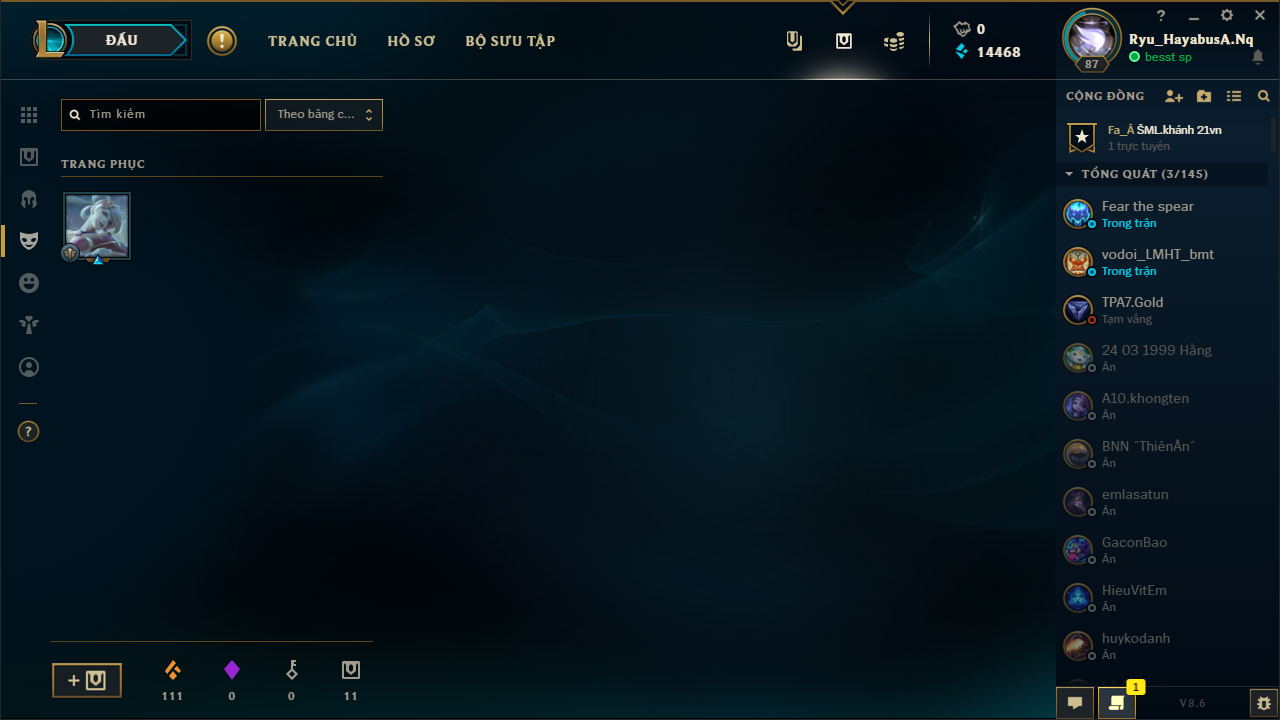 ĐẤU
!
TRANG CHỦ
HỒ SƠ
BỘ SƯU TẬP
0
14468
?
87
Ryu_HayabusA.Nq
besst sp
Tìm kiếm
Theo bảng c...
TRANG PHỤC
?
111
0
0
11
CỘNG ĐỒNG
Fa_Â ŠML.khánh 21vn
1 trực tuyến
TỔNG QUÁT (3/145)
Fear the spear
Trong trận
vodoi_LMHT_bmt
Trong trận
TPA7.Gold
Tạm vắng
24 03 1999 Hằng
Ẩn
A10.khongten
Ẩn
BNN ˆThiênẨnˆ
Ẩn
emlasatun
Ẩn
GaconBao
Ẩn
HieuVitEm
Ẩn
huykodanh
Ẩn
1
V8.6